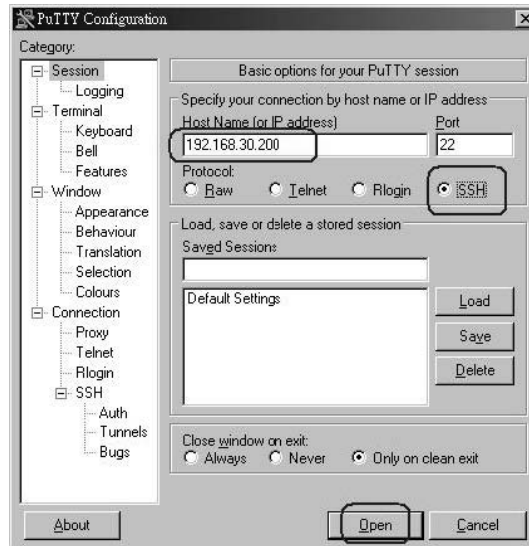 PuTTY Configuration
Category:
Session
Logging
Terminal
Keyboard
Bell
Features
Window
Appearance
Behaviour
Translation
Selection
Colours
Connection
Proxy
Telnet
Rlogin
SSH
Auth
Tunnels
Bugs
Basic options for your PuTTY session
Specify your connection by host name or IP address
Host Name (or IP address) Port
192.168.30.200 22
Protocol:
Raw Telnet Rlogin SSH
Load, save or delete a stored session
Saved Sessions
Default Settings
Load
Save
Delete
Close window on exit:
Always Never Only on clean exit
About Open Cancel